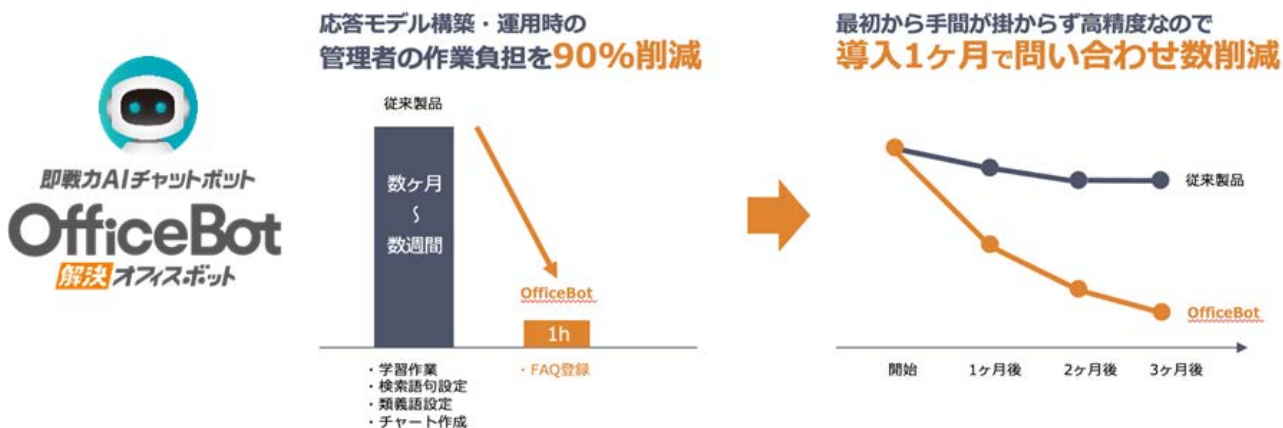 即戦力AIチャットボット
OfficeBot
解決オフィスボット
応答モデル構築・運用時の
管理者の作業負担を90%削減
従来製品
数ヶ月
〜
数週間
OfficeBot
1h
・学習作業
・検索語句設定
・類義語設定
・チャート作成
・FAQ登録
最初から手間が掛からず高精度なので
導入1ヶ月で問い合わせ数削減
従来製品
OfficeBot
開始
1ヶ月後
2ヶ月後
3ヶ月後